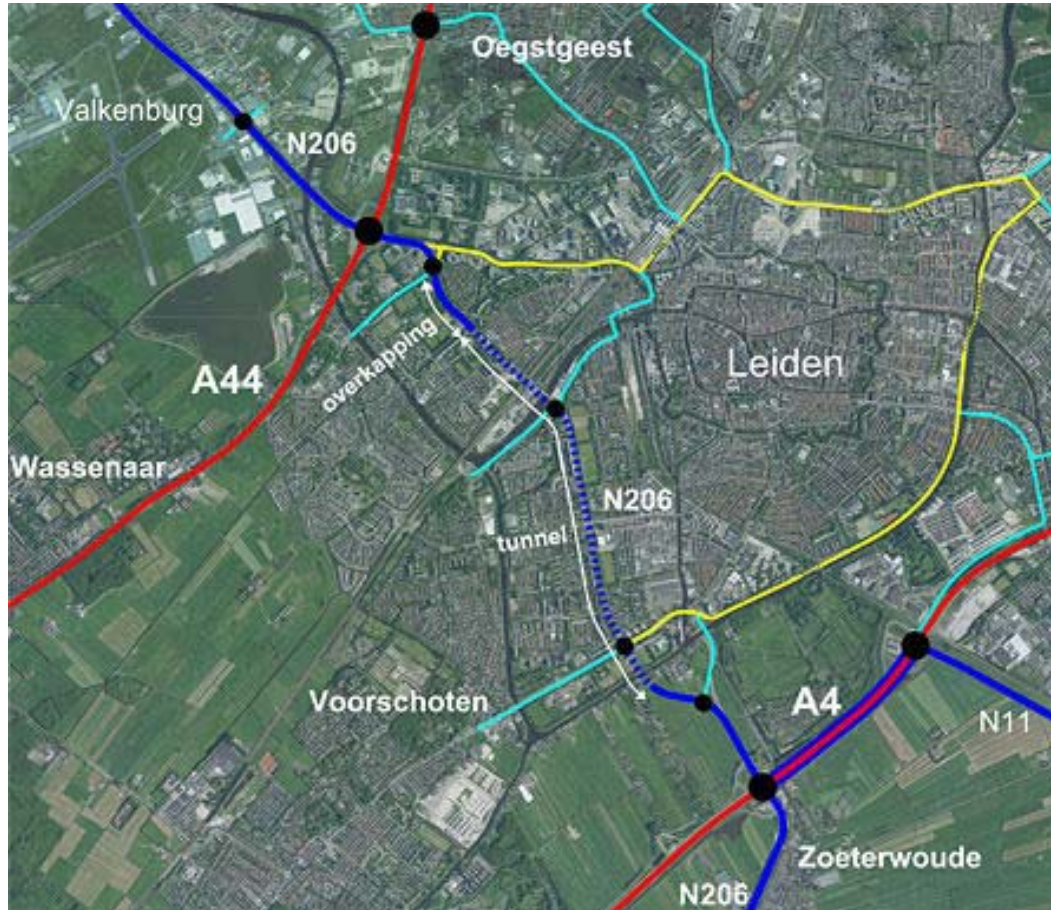 Oegstgeest
Valkenburg
N206
overkapping
Leiden
A44
Wassenaar
N206
tunnel
Voorschoten
A4
N11
Zoeterwoude
N206